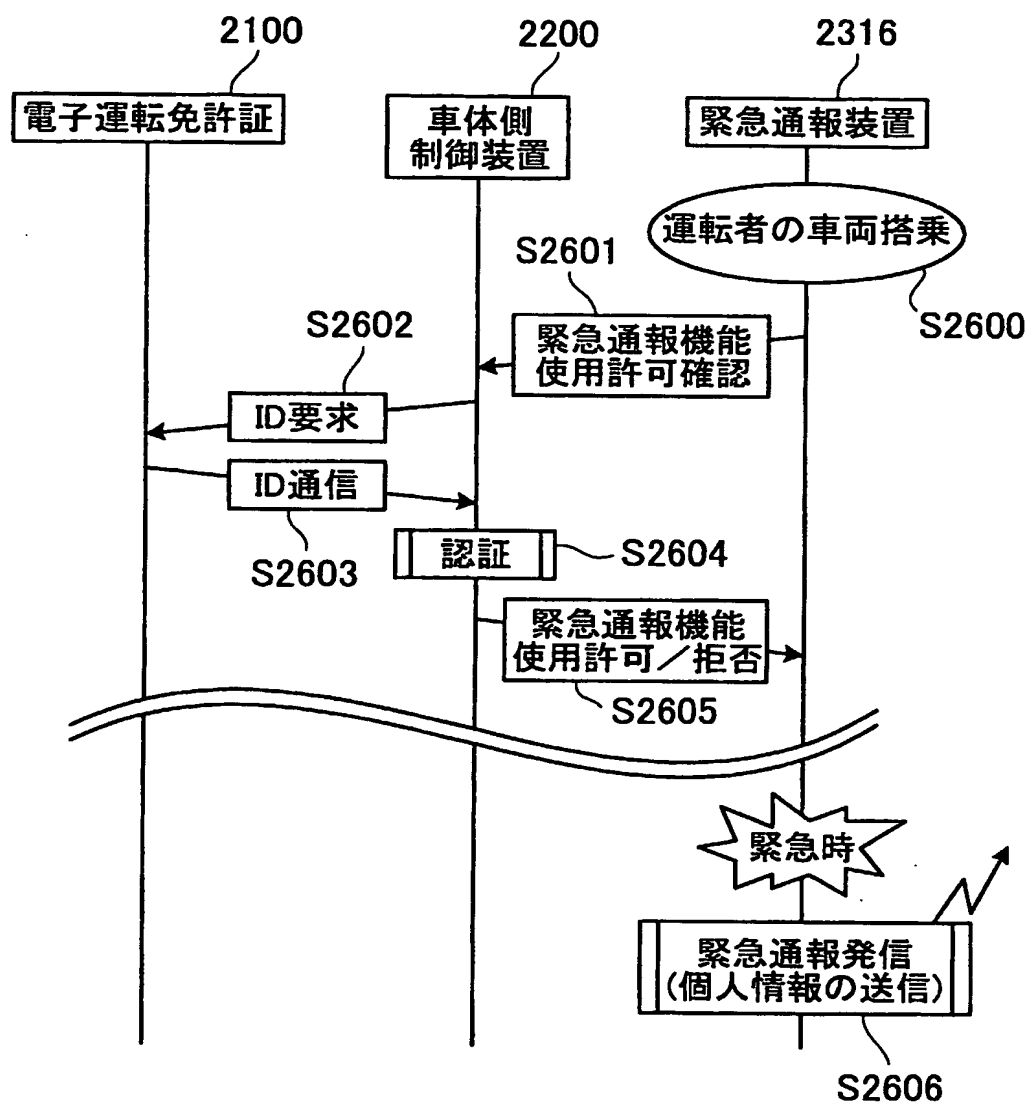 2100
2200
2316
電子運転免許証
車体側
制御装置
緊急通報装置
運転者の車両搭乗
S2600
S2601
緊急通報機能
使用許可確認
S2602
ID要求
ID通信
S2603
認証
S2604
緊急通報機能
使用許可／拒否
S2605
緊急時
緊急通報発信
(個人情報の送信)
S2606